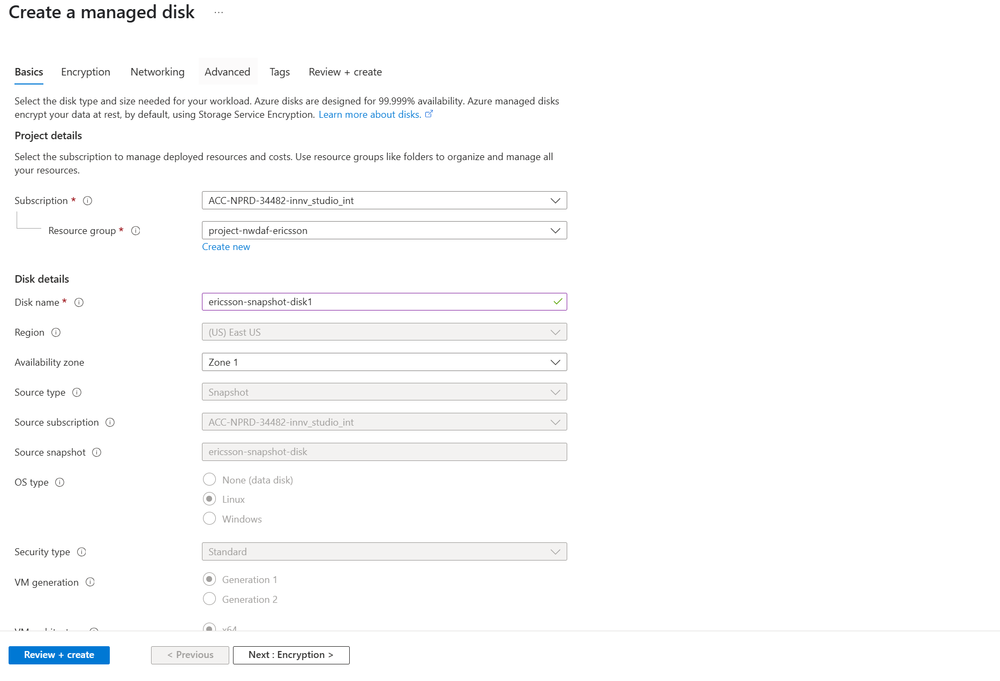 Create a managed disk ...
Basics Encryption Networking Advanced Tags Review + create
Select the disk type and size needed for your workload. Azure disks are designed for 99.999% availability. Azure managed disks
encrypt your data at rest, by default, using Storage Service Encryption. Learn more about disks.
Project details
Select the subscription to manage deployed resources and costs. Use resource groups like folders to organize and manage all
your resources.
Subscription * ACC-NPRD-34482-innv_studio_int
Resource group * project-nwdaf-ericsson
Create new
Disk details
Disk name * ericsson-snapshot-disk1
Region (US) East US
Availability zone Zone 1
Source type Snapshot
Source subscription ACC-NPRD-34482-innv_studio_int
Source snapshot ericsson-snapshot-disk
OS type None (data disk)
Linux
Windows
Security type Standard
VM generation Generation 1
Generation 2
x64
Review + create < Previous Next : Encryption >